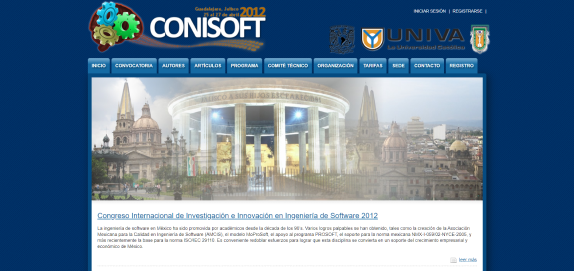 Guadalajara, Jalisco
25 al 27 de abril 2012
CONISOFT
INICIAR SESIÓN | REGISTRARSE |
UNIVA
La Universidad Católica
INICIO CONVOCATORIA AUTORES ARTÍCULOS PROGRAMA COMITÉ TÉCNICO ORGANIZACIÓN TARIFAS SEDE CONTACTO REGISTRO
Congreso Internacional de Investigación e Innovación en Ingeniería de Software 2012
La ingeniería de software en México ha sido promovida por académicos desde la década de los 90's. Varios logros palpables se han obtenido, tales como la creación de la Asociación
Mexicana para la Calidad en Ingeniería de Software (AMCIS), el modelo MoProSoft, el apoyo al programa PROSOFT, el soporte para la norma mexicana NMX-I-059/02-NYCE-2005, y
más recientemente la base para la norma ISO/IEC 29110. Es conveniente redoblar esfuerzos para lograr que esta disciplina se convierta en un soporte del crecimiento empresarial y
económico de México.
leer más